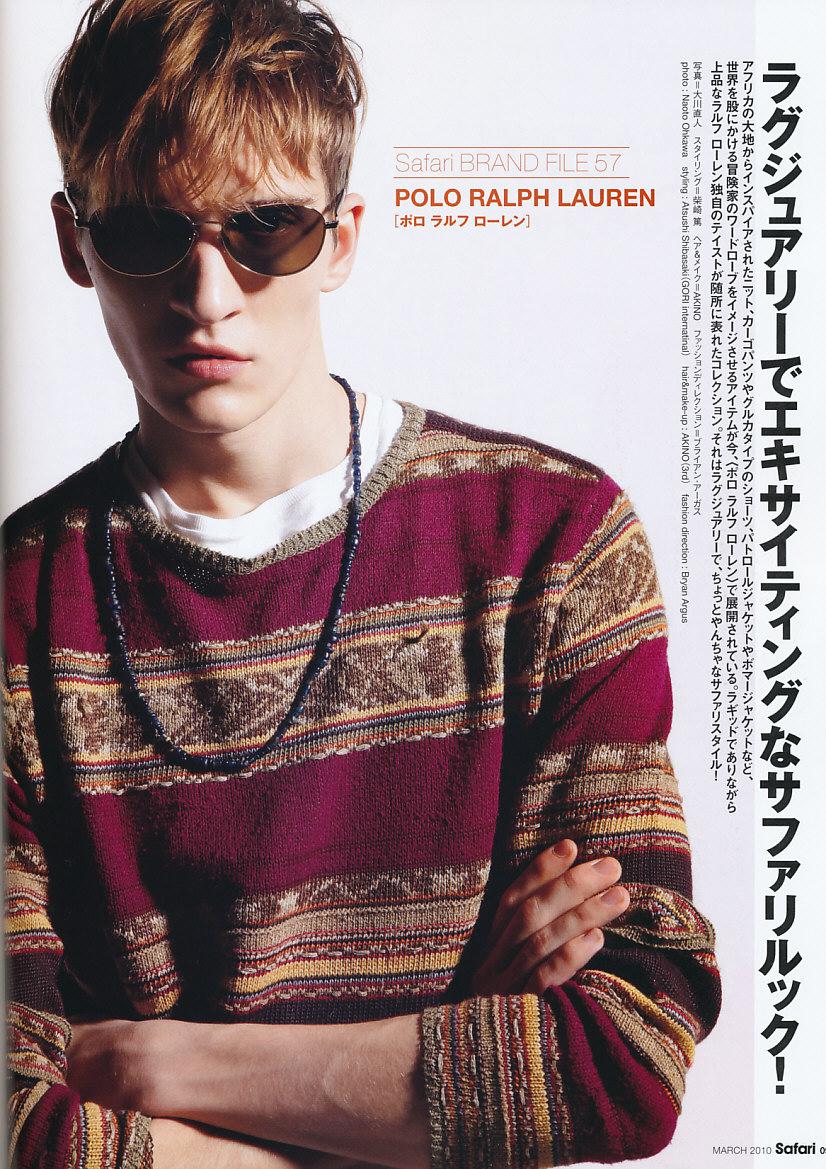 Safari BRAND FILE 57
POLO RALPH LAUREN
[ポロ ラルフ ローレン]
ラグジュアリーでエキサイティングなサファリルック！
アフリカの大地からインスパイアされたニット、カーゴパンツや、グルカタイプのショーツ、パトロールジャケットやボマージャケットなど、
世界を股にかける冒険家のワードローブをイメージさせるアイテムが今、〈ポロ ラルフ ローレン〉で展開されている。ラギッドでありながら
上品なラルフ ローレン独自のテイストが随所に表れたコレクション。それはラグジュアリーで、ちょっとやんちゃなサファリスタイル！
写真＝大川直人 スタイリング＝柴崎 篤 ヘア&メイク＝AKINO ファッションディレクション＝ブライアン・アーガス
photo : Naoto Ohkawa styling : Atsushi Shibasaki(GORI internatinal) hair&make-up : AKINO(3rd) fashion direction : Bryan Argus
MARCH 2010 Safari